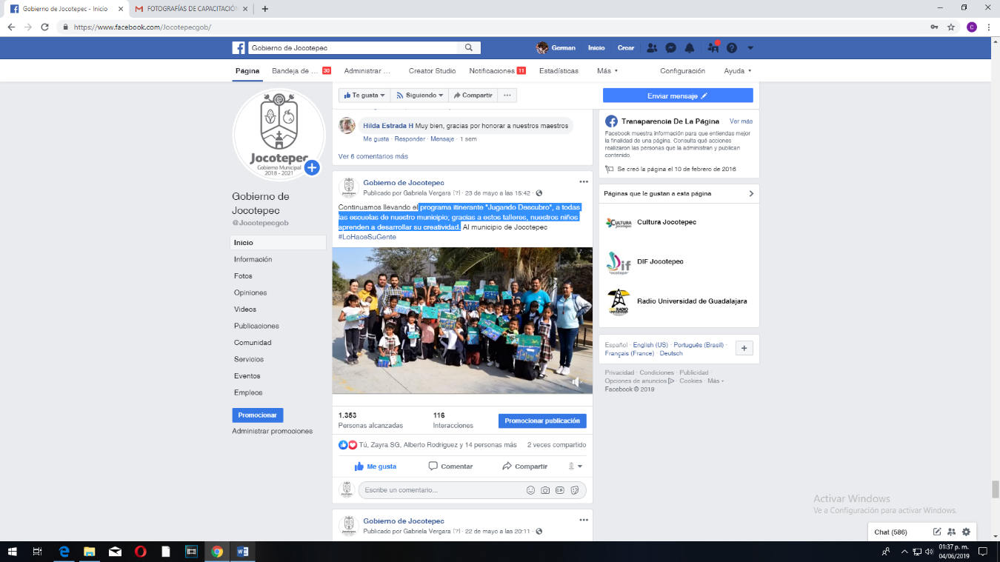 Gobierno de Jocotepec - Inicio
FOTOGRAFÍAS DE CAPACITACIÓN
https://www.facebook.com/Jocotepecgob/
C
Gobierno de Jocotepec
German Inicio Crear
Página Bandeja de ... 30 Administrar ... Creator Studio Notificaciones 11 Estadísticas Más Configuración Ayuda
Te gusta Siguiendo Compartir ...
Enviar mensaje
Jocotepec
Gobierno Municipal
2018 - 2021
Gobierno de
Jocotepec
@Jocotepecgob
Inicio
Información
Fotos
Opiniones
Videos
Publicaciones
Comunidad
Servicios
Eventos
Empleos
Promocionar
Administrar promociones
Hilda Estrada H Muy bien, gracias por honorar a nuestros maestros
Me gusta · Responder · Mensaje · 1 sem
Ver 6 comentarios más
Gobierno de Jocotepec
Publicado por Gabriela Vergara [?] · 23 de mayo a las 15:42 ·
Continuamos llevando el programa itinerante "Jugando Descubro", a todas
las escuelas de nuestro municipio; gracias a estos talleres, nuestros niños
aprenden a desarrollar su creatividad. Al municipio de Jocotepec
#LoHaceSuGente
1.353
Personas alcanzadas
116
Interacciones
Promocionar publicación
Tú, Zayra SG, Alberto Rodriguez y 14 personas más
2 veces compartido
Me gusta Comentar Compartir
Escribe un comentario...
GIF
Gobierno de Jocotepec
Publicado por Gabriela Vergara [?] · 22 de mayo a las 20:11 ·
Transparencia De La Página Ver más
Facebook muestra información para que entiendas mejor
la finalidad de una página. Consulta qué acciones
realizaron las personas que la administran y publican
contenido.
Se creó la página el 10 de febrero de 2016
Páginas que le gustan a esta página
CULTURA
Jocotepec
Cultura Jocotepec
Dif
Jocotepec
DIF Jocotepec
RADIO
Radio Universidad de Guadalajara
Español · English (US) · Português (Brasil) ·
Français (France) · Deutsch
Privacidad · Condiciones · Publicidad ·
Opciones de anuncios · Cookies · Más
Facebook © 2019
Activar Windows
Ve a Configuración para activar Windows.
Chat (586)
01:37 p. m.
04/06/2019